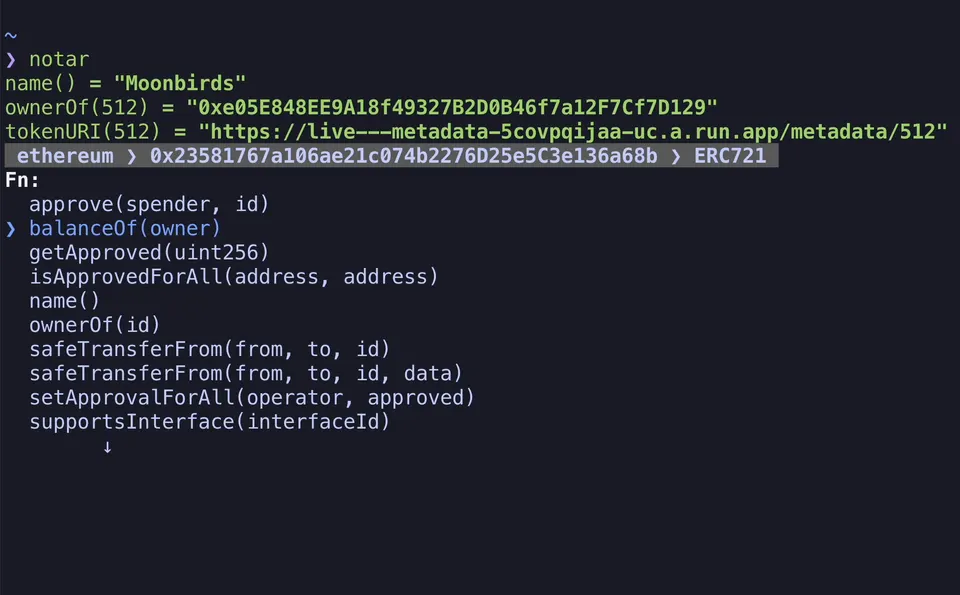 ~
❯ notar
name() = "Moonbirds"
ownerOf(512) = "0xe05E848EE9A18f49327B2D0B46f7a12F7Cf7D129"
tokenURI(512) = "https://live---metadata-5covpqijaa-uc.a.run.app/metadata/512"
ethereum ❯ 0x23581767a106ae21c074b2276D25e5C3e136a68b ❯ ERC721
Fn:
approve(spender, id)
❯ balanceOf(owner)
getApproved(uint256)
isApprovedForAll(address, address)
name()
ownerOf(id)
safeTransferFrom(from, to, id)
safeTransferFrom(from, to, id, data)
setApprovalForAll(operator, approved)
supportsInterface(interfaceId)
↓